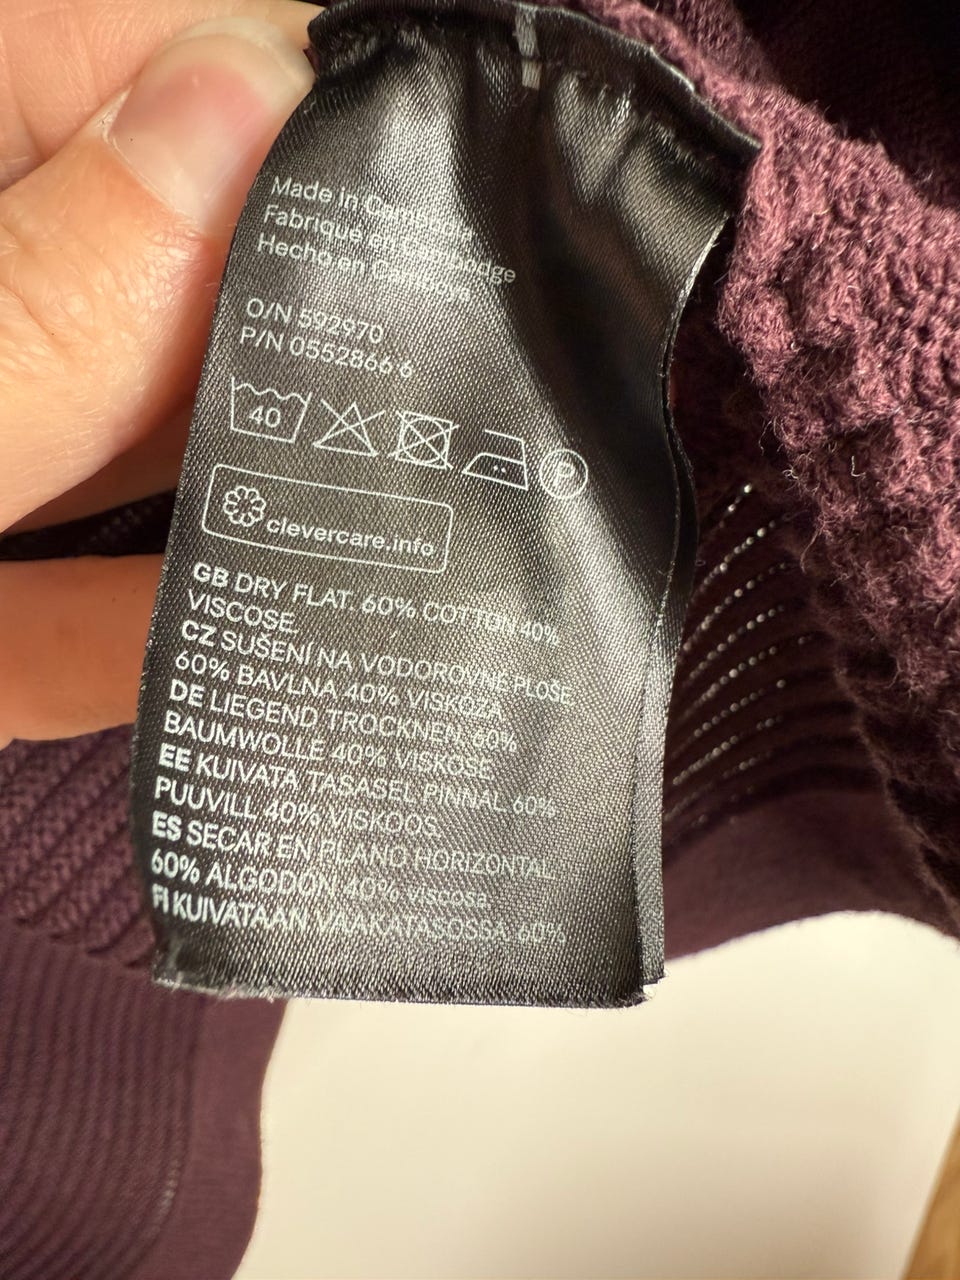 Made in Cambodia
Fabriqué en Cambodge
Hecho en Camboya
O/N 592970
P/N 0552866 6
40
P
clevercare.info
GB DRY FLAT. 60% COTTON 40%
VISCOSE
CZ SUŠENÍ NA VODOROVNÉ PLOŠE
60% BAVLNA 40% VISKÓZA
DE LIEGEND TROCKNEN. 60%
BAUMWOLLE 40% VISKOSE
EE KUIVATA TASASEL PINNAL 60%
PUUVILL 40% VISKOOS
ES SECAR EN PLANO HORIZONTAL
60% ALGODÓN 40% viscosa
FI KUIVATAAN VAAKATASOSSA 60%